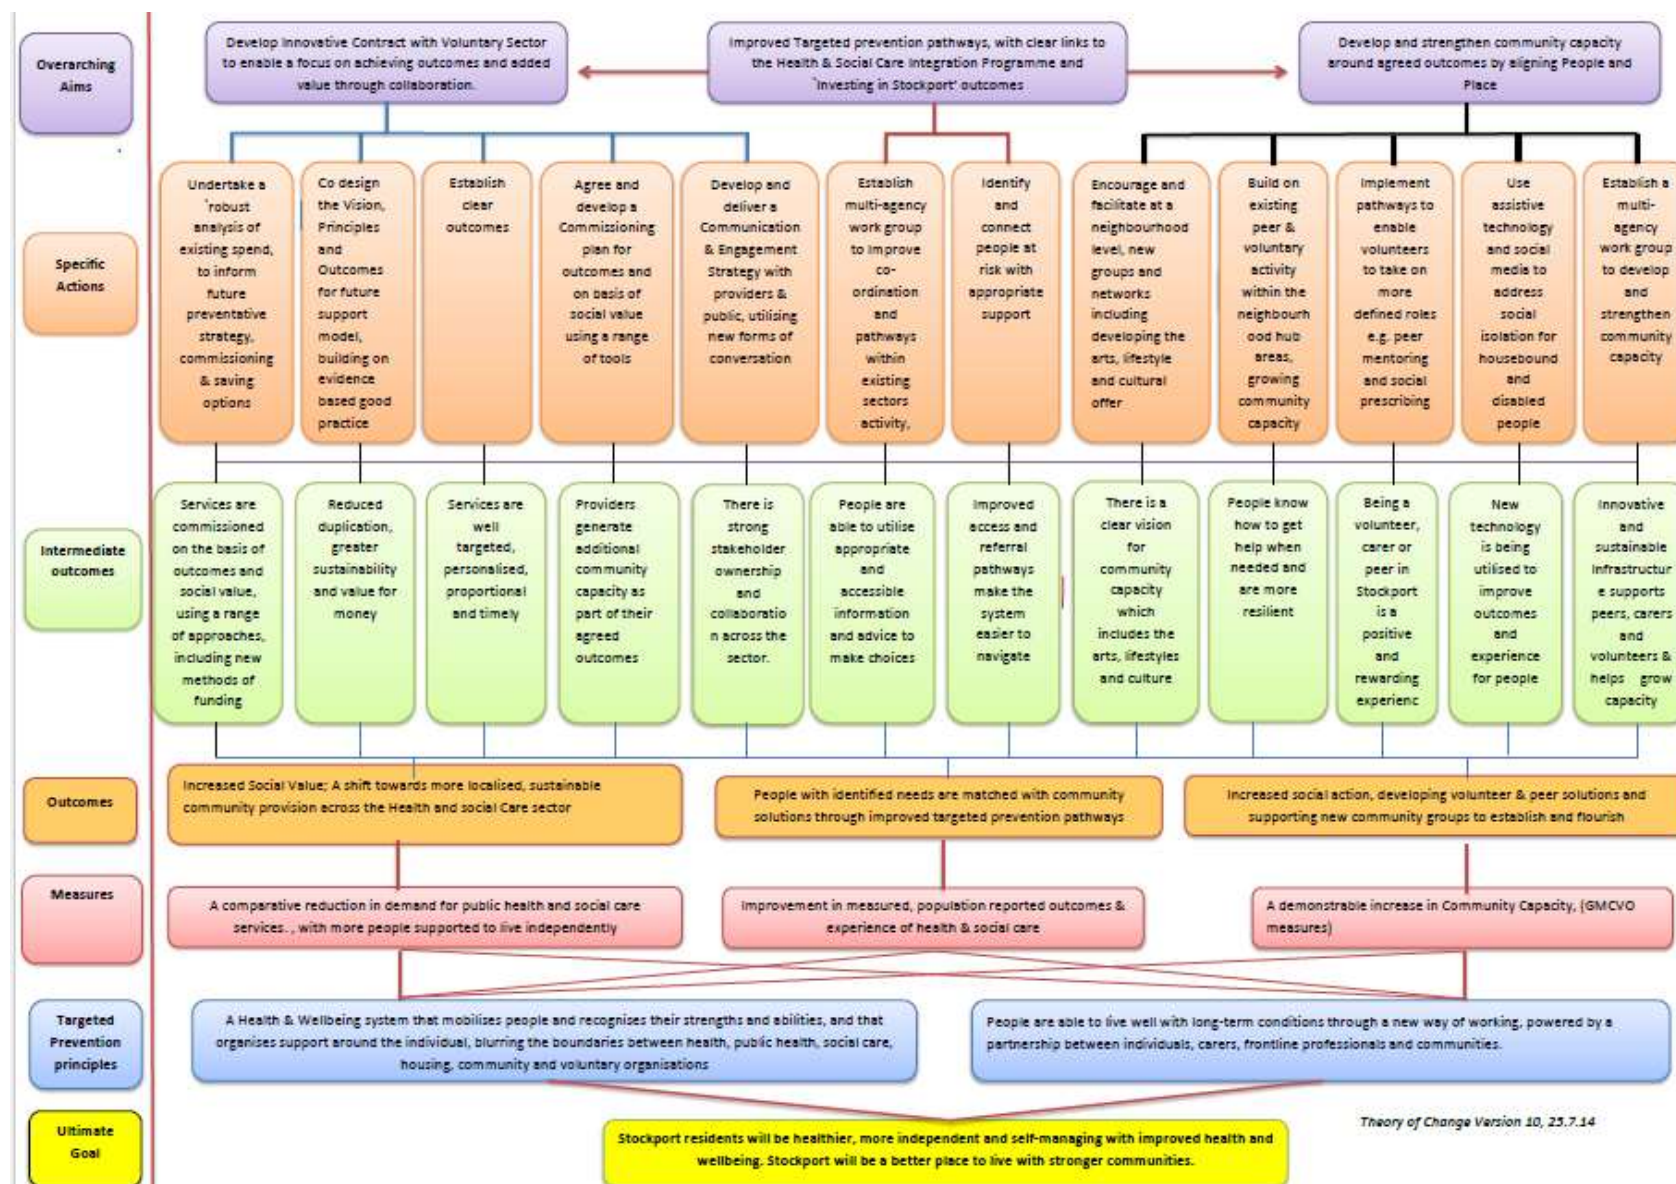 Overarching
Aims
Develop Innovative Contract with Voluntary Sector
to enable a focus on achieving outcomes and added
value through collaboration.
Improved Targeted prevention pathways, with clear links to
the Health & Social Care Integration Programme and
'Investing in Stockport' outcomes
Develop and strengthen community capacity
around agreed outcomes by aligning People and
Place
Specific
Actions
Undertake a
'robust
analysis of
existing spend,
to inform
future
preventative
strategy,
commissioning
& saving
options
Co design
the Vision,
Principles
and
Outcomes
for future
support
model,
building on
evidence
based good
practice
Establish
clear
outcomes
Agree and
develop a
Commissioning
plan for
outcomes and
on basis of
social value
using a range
of tools
Develop and
deliver a
Communication
& Engagement
Strategy with
providers &
public, utilising
new forms of
conversation
Establish
multi-agency
work group
to improve
co-
ordination
and
pathways
within
existing
sectors
activity,
Identify
and
connect
people at
risk with
appropriate
support
Encourage and
facilitate at a
neighbourhood
level, new
groups and
networks
including
developing the
arts, lifestyle
and cultural
offer
Build on
existing
peer &
voluntary
activity
within the
neighbourh
ood hub
areas,
growing
community
capacity
Implement
pathways to
enable
volunteers
to take on
more
defined roles
e.g. peer
mentoring
and social
prescribing
Use
assistive
technology
and social
media to
address
social
isolation for
housebound
and
disabled
people
Establish a
multi-
agency
work group
to develop
and
strengthen
community
capacity
Intermediate
outcomes
Services are
commissioned
on the basis of
outcomes and
social value,
using a range
of approaches,
including new
methods of
funding
Reduced
duplication,
greater
sustainability
and value for
money
Services are
well
targeted,
personalised,
proportional
and timely
Providers
generate
additional
community
capacity as
part of their
agreed
outcomes
There is
strong
stakeholder
ownership
and
collaboratio
n across the
sector.
People are
able to utilise
appropriate
and
accessible
information
and advice to
make choices
Improved
access and
referral
pathways
make the
system
easier to
navigate
There is a
clear vision
for
community
capacity
which
includes the
arts, lifestyles
and culture
People know
how to get
help when
needed and
are more
resilient
Being a
volunteer,
carer or
peer in
Stockport
is a
positive
and
rewarding
experienc
New
technology
is being
utilised to
improve
outcomes
and
experience
for people
Innovative
and
sustainable
infrastructur
e supports
peers, carers
and
volunteers &
helps grow
capacity
Outcomes
Increased Social Value; A shift towards more localised, sustainable
community provision across the Health and social Care sector
People with identified needs are matched with community
solutions through improved targeted prevention pathways
Increased social action, developing volunteer & peer solutions and
supporting new community groups to establish and flourish
Measures
A comparative reduction in demand for public health and social care
services. , with more people supported to live independently
Improvement in measured, population reported outcomes &
experience of health & social care
A demonstrable increase in Community Capacity, (GMCVO
measures)
Targeted
Prevention
principles
A Health & Wellbeing system that mobilises people and recognises their strengths and abilities, and that
organises support around the individual, blurring the boundaries between health, public health, social care,
housing, community and voluntary organisations
People are able to live well with long-term conditions through a new way of working, powered by a
partnership between individuals, carers, frontline professionals and communities.
Ultimate
Goal
Stockport residents will be healthier, more independent and self-managing with improved health and
wellbeing. Stockport will be a better place to live with stronger communities.
Theory of Change Version 10, 25.7.14